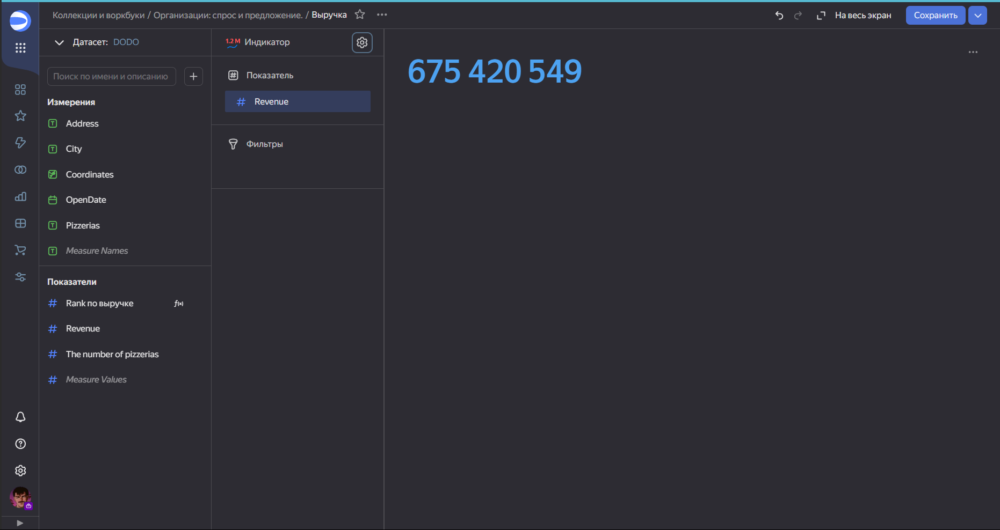 Коллекции и воркбуки / Организации: спрос и предложение. / Выручка
На весь экран
Сохранить
Датасет: DODO
Поиск по имени и описанию
Измерения
Address
City
Coordinates
OpenDate
Pizzerias
Measure Names
Показатели
Rank по выручке f(x)
Revenue
The number of pizzerias
Measure Values
1.2 M Индикатор
Показатель
Revenue
Фильтры
675 420 549